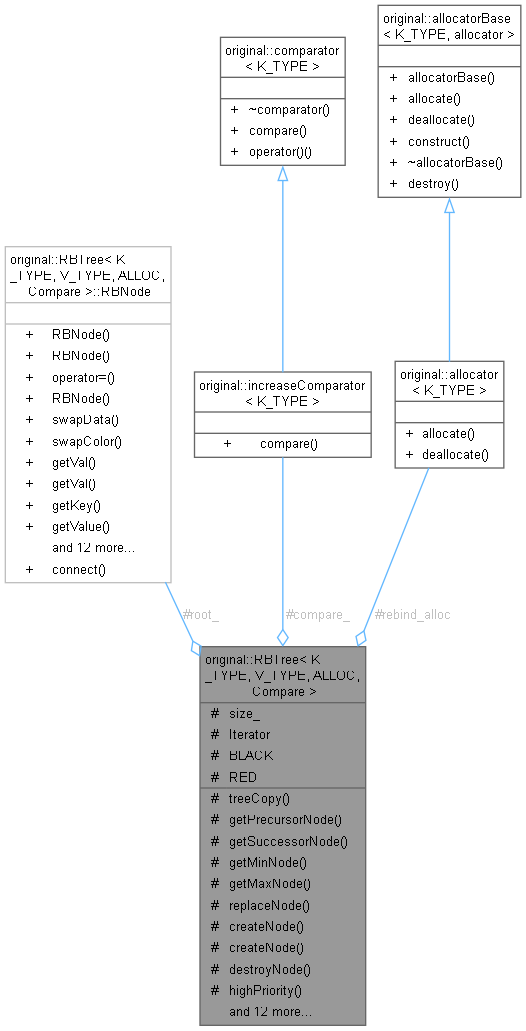 original::allocatorBase
< K_TYPE, allocator >
+ allocatorBase()
+ allocate()
+ deallocate()
+ construct()
+ ~allocatorBase()
+ destroy()
original::comparator
< K_TYPE >
+ ~comparator()
+ compare()
+ operator()()
original::RBTree< K
_TYPE, V_TYPE, ALLOC,
Compare >::RBNode
+ RBNode()
+ RBNode()
+ operator=()
+ RBNode()
+ swapData()
+ swapColor()
+ getVal()
+ getVal()
+ getKey()
+ getValue()
and 12 more...
+ connect()
original::increaseComparator
< K_TYPE >
+ compare()
original::allocator
< K_TYPE >
+ allocate()
+ deallocate()
#root_
#compare_
#rebind_alloc
original::RBTree< K
_TYPE, V_TYPE, ALLOC,
Compare >
# size_
# Iterator
# BLACK
# RED
# treeCopy()
# getPrecursorNode()
# getSuccessorNode()
# getMinNode()
# getMaxNode()
# replaceNode()
# createNode()
# createNode()
# destroyNode()
# highPriority()
and 12 more...